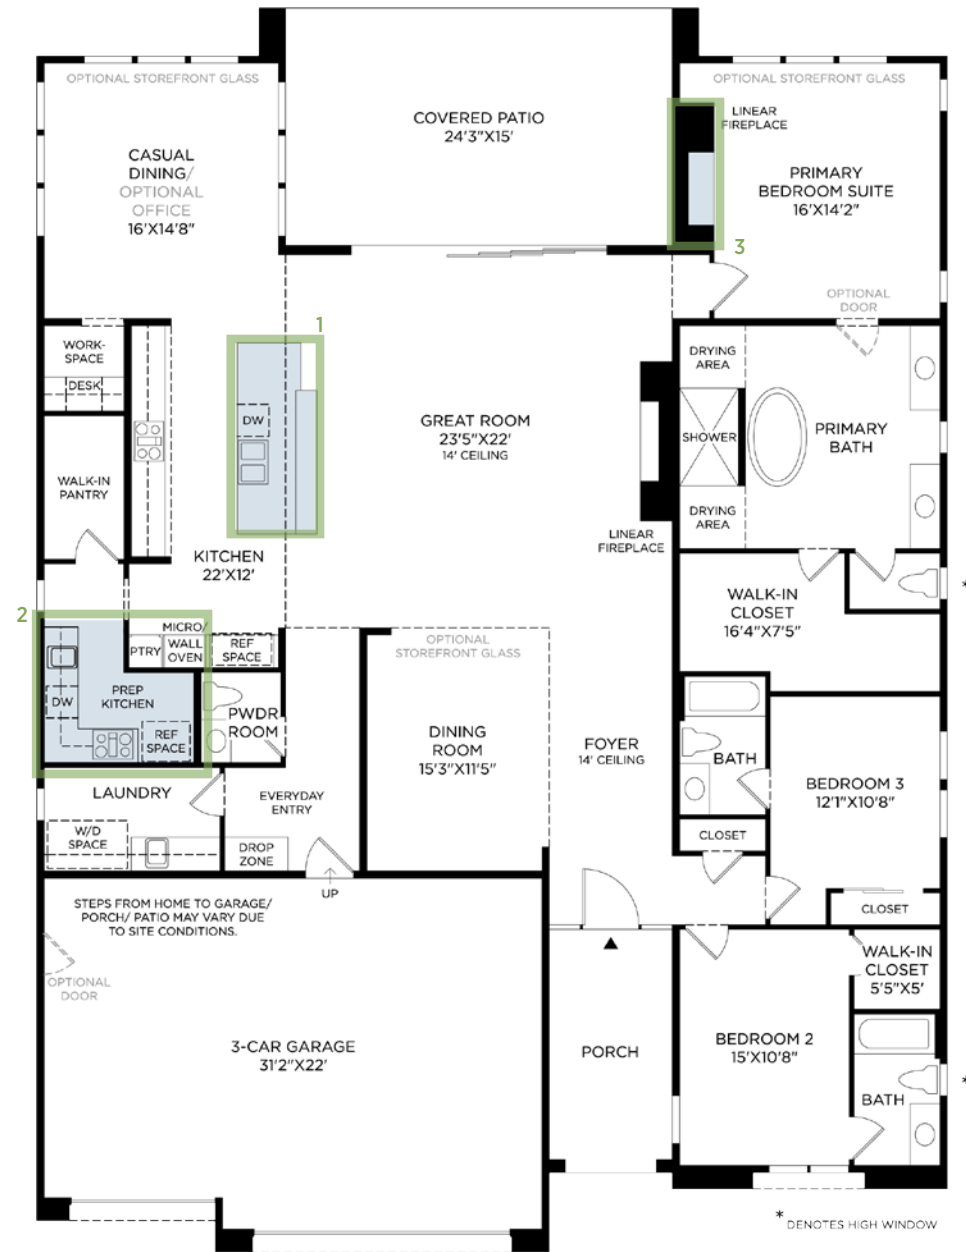 OPTIONAL STOREFRONT GLASS
COVERED PATIO
24'3"X15'
OPTIONAL STOREFRONT GLASS
LINEAR
FIREPLACE
CASUAL
DINING/
OPTIONAL
OFFICE
16'X14'8"
PRIMARY
BEDROOM SUITE
16'X14'2"
3
OPTIONAL
DOOR
1
WORK-
SPACE
DESK
DW
GREAT ROOM
23'5"X22'
14' CEILING
DRYING
AREA
SHOWER
PRIMARY
BATH
DRYING
AREA
WALK-IN
PANTRY
LINEAR
FIREPLACE
KITCHEN
22'X12'
WALK-IN
CLOSET
16'4"X7'5"
*
2
MICRO/
WALL
OVEN
PTRY
REF
SPACE
OPTIONAL
STOREFRONT GLASS
PREP
KITCHEN
DW
REF
SPACE
PWDR
ROOM
DINING
ROOM
15'3"X11'5"
FOYER
14' CEILING
BATH
BEDROOM 3
12'1"X10'8"
LAUNDRY
EVERYDAY
ENTRY
W/D
SPACE
DROP
ZONE
CLOSET
UP
CLOSET
STEPS FROM HOME TO GARAGE/
PORCH/ PATIO MAY VARY DUE
TO SITE CONDITIONS.
OPTIONAL
DOOR
WALK-IN
CLOSET
5'5"X5'
3-CAR GARAGE
31'2"X22'
PORCH
BEDROOM 2
15'X10'8"
BATH
*
* DENOTES HIGH WINDOW